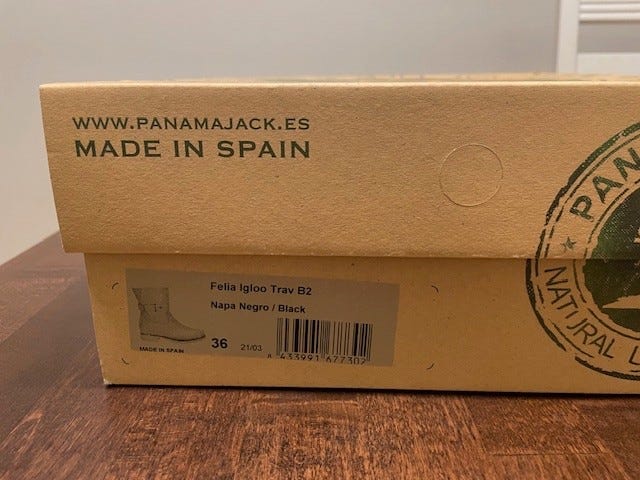 WWW.PANAMAJACK.ES
MADE IN SPAIN
PAN
NATURAL L
Felia Igloo Trav B2
Napa Negro / Black
36 21/03
8 433991 677302
MADE IN SPAIN